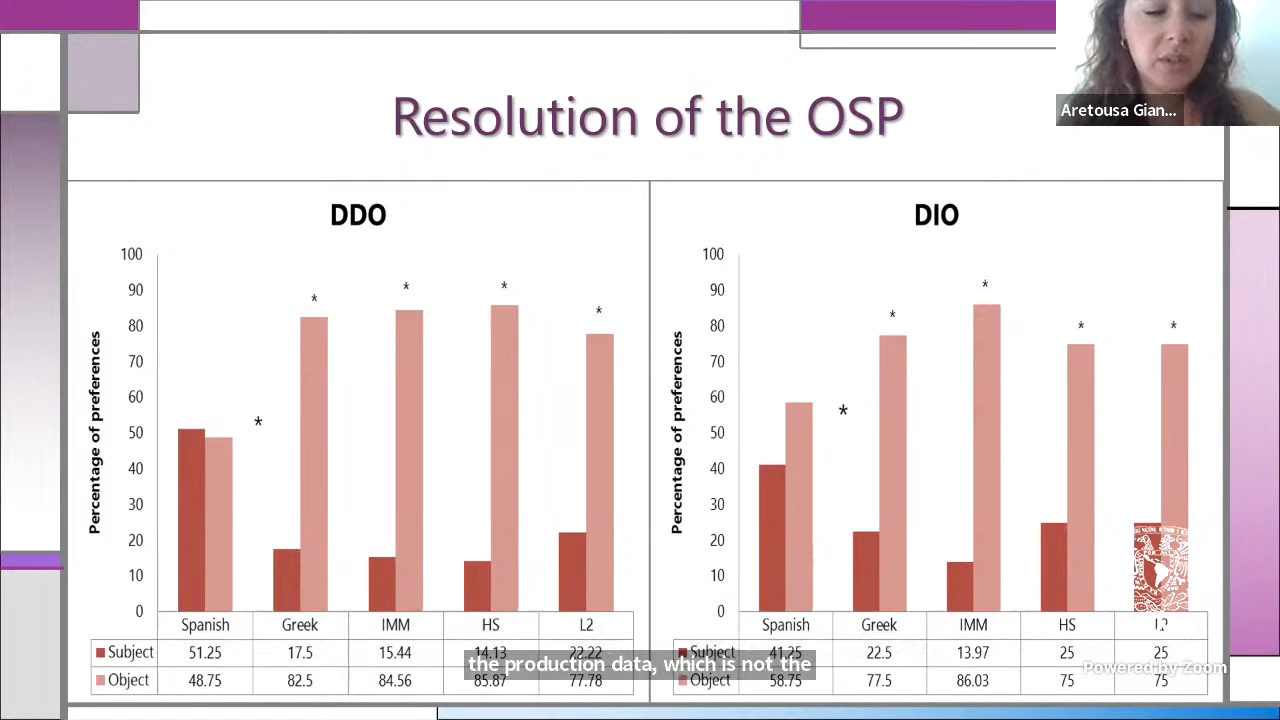 Aretousa Gian...
Resolution of the OSP
DDO
100
90
80
70
60
50
40
30
20
10
0
Percentage of preferences
*
*
*
*
*
Spanish Greek IMM HS L2
Subject 51.25 17.5 15.44 14.13 22.22
Object 48.75 82.5 84.56 85.87 77.78
DIO
100
90
80
70
60
50
40
30
20
10
0
Percentage of preferences
*
*
*
*
*
Spanish Greek IMM HS L2
Subject 41.25 22.5 13.97 25 25
Object 58.75 77.5 86.03 75 75
the production data, which is not the
Powered by Zoom